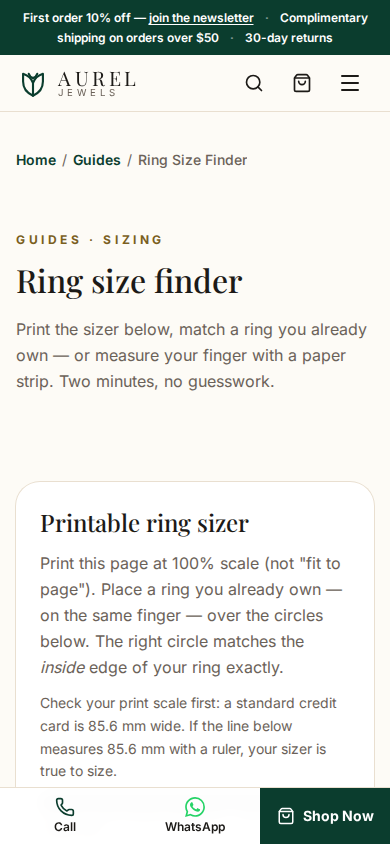 First order 10% off — join the newsletter · Complimentary
shipping on orders over $50 · 30-day returns
AUREL
JEWELS
Home / Guides / Ring Size Finder
GUIDES · SIZING
Ring size finder
Print the sizer below, match a ring you already
own — or measure your finger with a paper
strip. Two minutes, no guesswork.
Printable ring sizer
Print this page at 100% scale (not "fit to
page"). Place a ring you already own —
on the same finger — over the circles
below. The right circle matches the
inside edge of your ring exactly.
Check your print scale first: a standard credit
card is 85.6 mm wide. If the line below
measures 85.6 mm with a ruler, your sizer is
true to size.
Call
WhatsApp
Shop Now